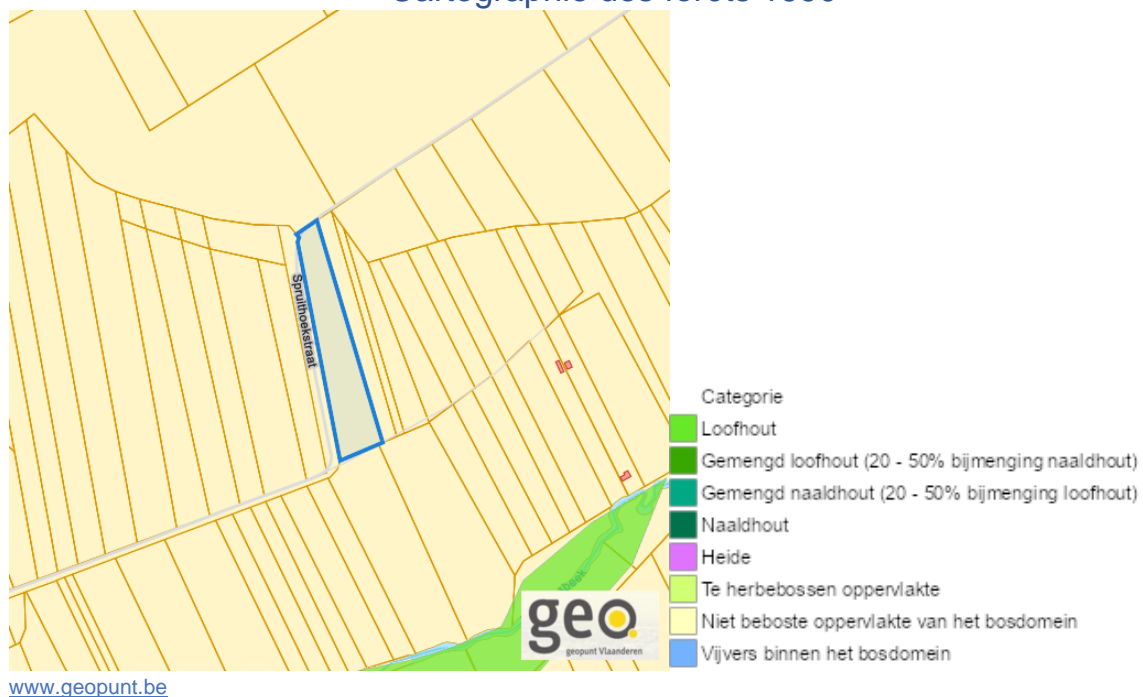 Spruithoekstraat
beek
geo.
geopunt Vlaanderen
Categorie
Loofhout
Gemengd loofhout (20 - 50% bijmenging naaldhout)
Gemengd naaldhout (20 - 50% bijmenging loofhout)
Naaldhout
Heide
Te herbebossen oppervlakte
Niet beboste oppervlakte van het bosdomein
Vijvers binnen het bosdomein
www.geopunt.be